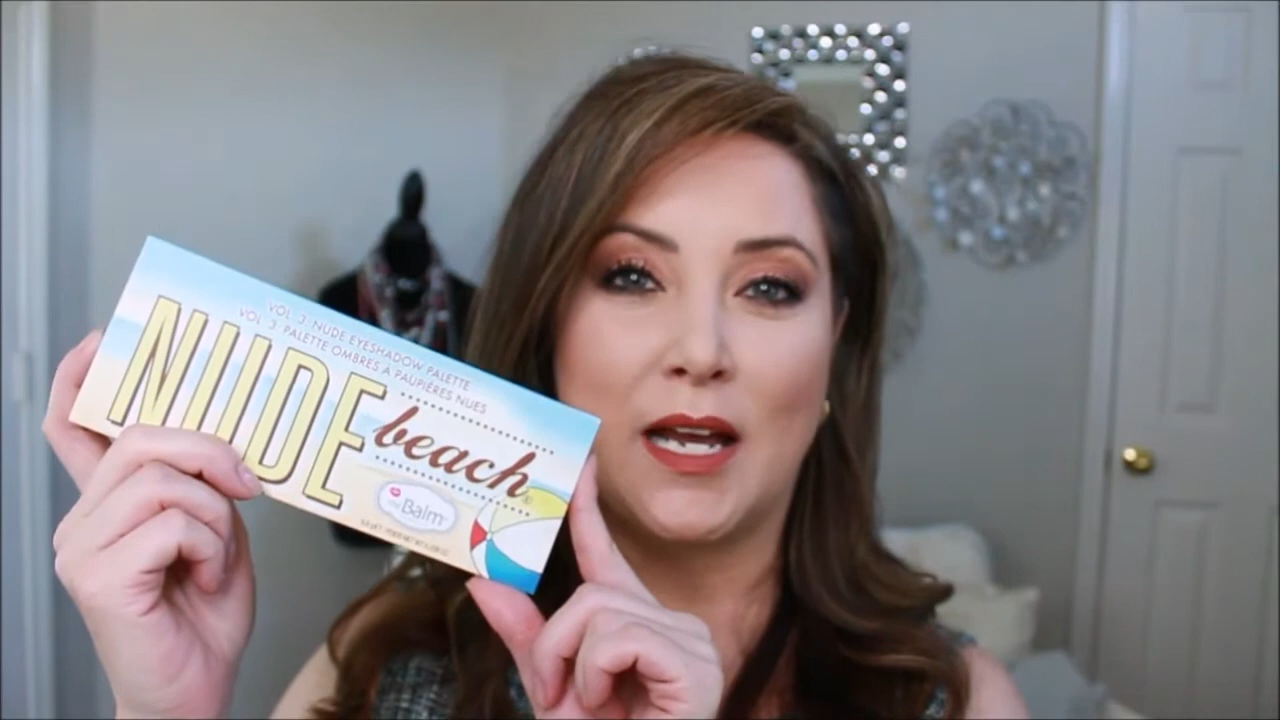 VOL. 3: NUDE EYESHADOW PALETTE
VOL. 3: PALETTE OMBRES À PAUPIÈRES NUES
NUDE
beach®
theBalm